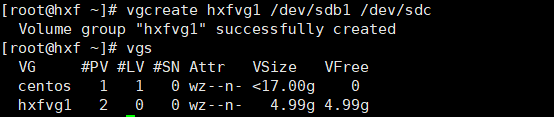 [root@hxf ~]# vgcreate hxfvg1 /dev/sdb1 /dev/sdc
  Volume group "hxfvg1" successfully created
[root@hxf ~]# vgs
  VG     #PV #LV #SN Attr   VSize   VFree
  centos   1   1   0 wz--n- <17.00g    0
  hxfvg1   2   0   0 wz--n-   4.99g 4.99g